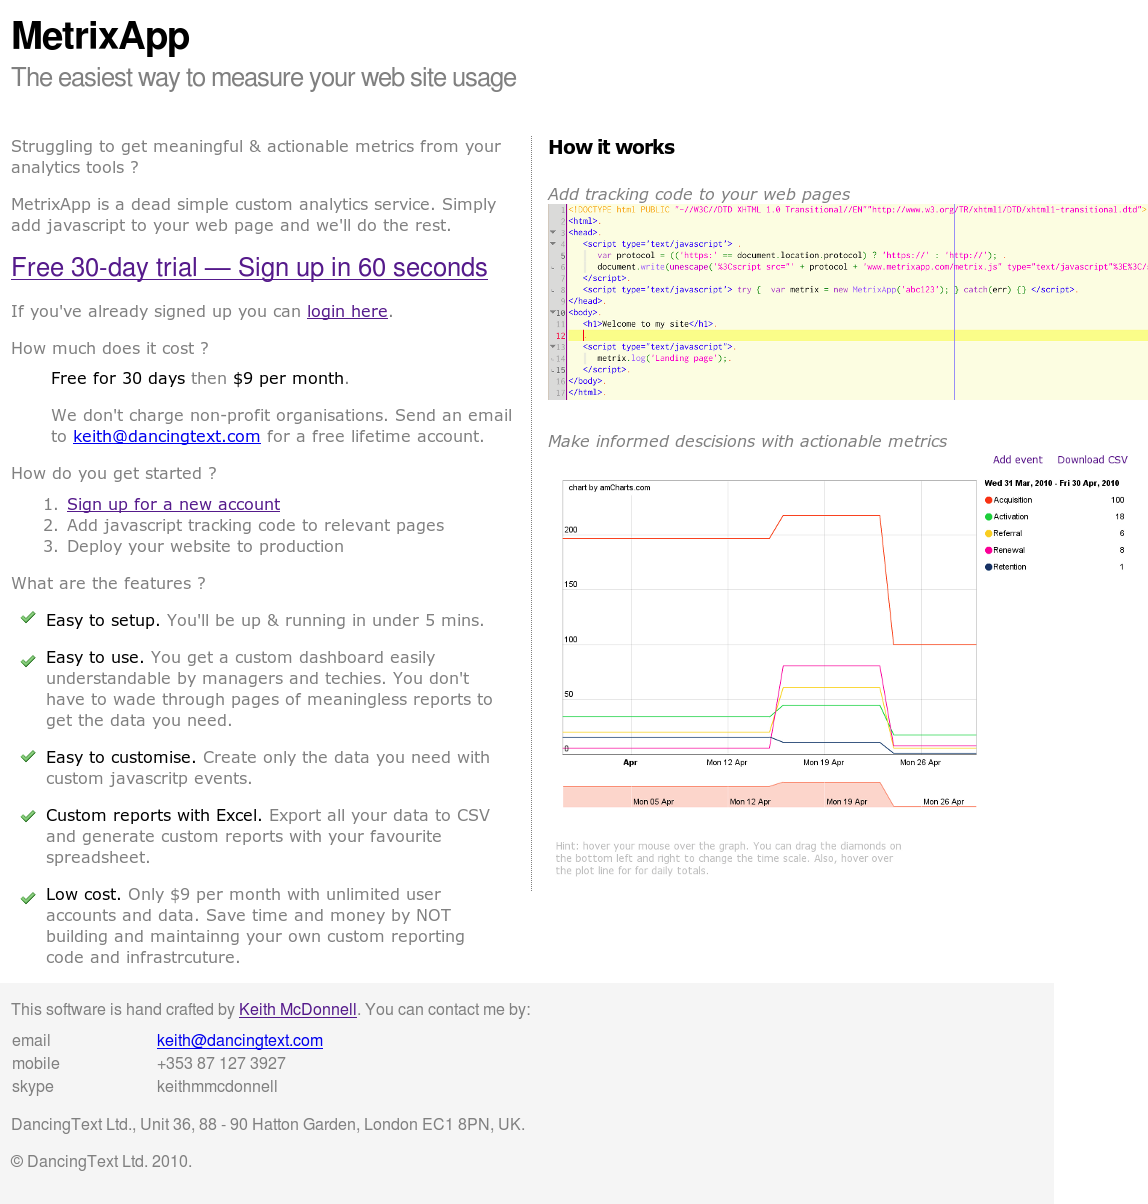 MetrixApp
The easiest way to measure your web site usage
Struggling to get meaningful & actionable metrics from your
analytics tools ?
MetrixApp is a dead simple custom analytics service. Simply
add javascript to your web page and we'll do the rest.
Free 30-day trial — Sign up in 60 seconds
If you've already signed up you can login here.
How much does it cost ?
Free for 30 days then $9 per month.
We don't charge non-profit organisations. Send an email
to keith@dancingtext.com for a free lifetime account.
How do you get started ?
1. Sign up for a new account
2. Add javascript tracking code to relevant pages
3. Deploy your website to production
What are the features ?
Easy to setup. You'll be up & running in under 5 mins.
Easy to use. You get a custom dashboard easily
understandable by managers and techies. You don't
have to wade through pages of meaningless reports to
get the data you need.
Easy to customise. Create only the data you need with
custom javascritp events.
Custom reports with Excel. Export all your data to CSV
and generate custom reports with your favourite
spreadsheet.
Low cost. Only $9 per month with unlimited user
accounts and data. Save time and money by NOT
building and maintainng your own custom reporting
code and infrastrcuture.
How it works
Add tracking code to your web pages
1 <!DOCTYPE html PUBLIC "-//W3C//DTD XHTML 1.0 Transitional//EN""http://www.w3.org/TR/xhtml1/DTD/xhtml1-transitional.dtd">
2 <html>.
3 <head>.
4 <script type='text/javascript'> .
5 var protocol = (('https:' == document.location.protocol) ? 'https://' : 'http://'); .
6 document.write(unescape('%3Cscript src="' + protocol + 'www.metrixapp.com/metrix.js" type="text/javascript"%3E%3C/
7 </script>.
8 <script type='text/javascript'> try { var metrix = new MetrixApp('abc123'); } catch(err) {} </script>.
9 </head>.
10 <body>.
11 <h1>Welcome to my site</h1>.
12
13 <script type="text/javascript">.
14 metrix.log('Landing page');.
15 </script>.
16 </body>.
17 </html>.
Make informed descisions with actionable metrics
Add event Download CSV
chart by amCharts.com
200
150
100
50
0
Apr Mon 12 Apr Mon 19 Apr Mon 26 Apr
Mon 05 Apr Mon 12 Apr Mon 19 Apr Mon 26 Apr
Wed 31 Mar, 2010 - Fri 30 Apr, 2010
Acquisition 100
Activation 18
Referral 6
Renewal 8
Retention 1
Hint: hover your mouse over the graph. You can drag the diamonds on
the bottom left and right to change the time scale. Also, hover over
the plot line for for daily totals.
This software is hand crafted by Keith McDonnell. You can contact me by:
email keith@dancingtext.com
mobile +353 87 127 3927
skype keithmmcdonnell
DancingText Ltd., Unit 36, 88 - 90 Hatton Garden, London EC1 8PN, UK.
© DancingText Ltd. 2010.